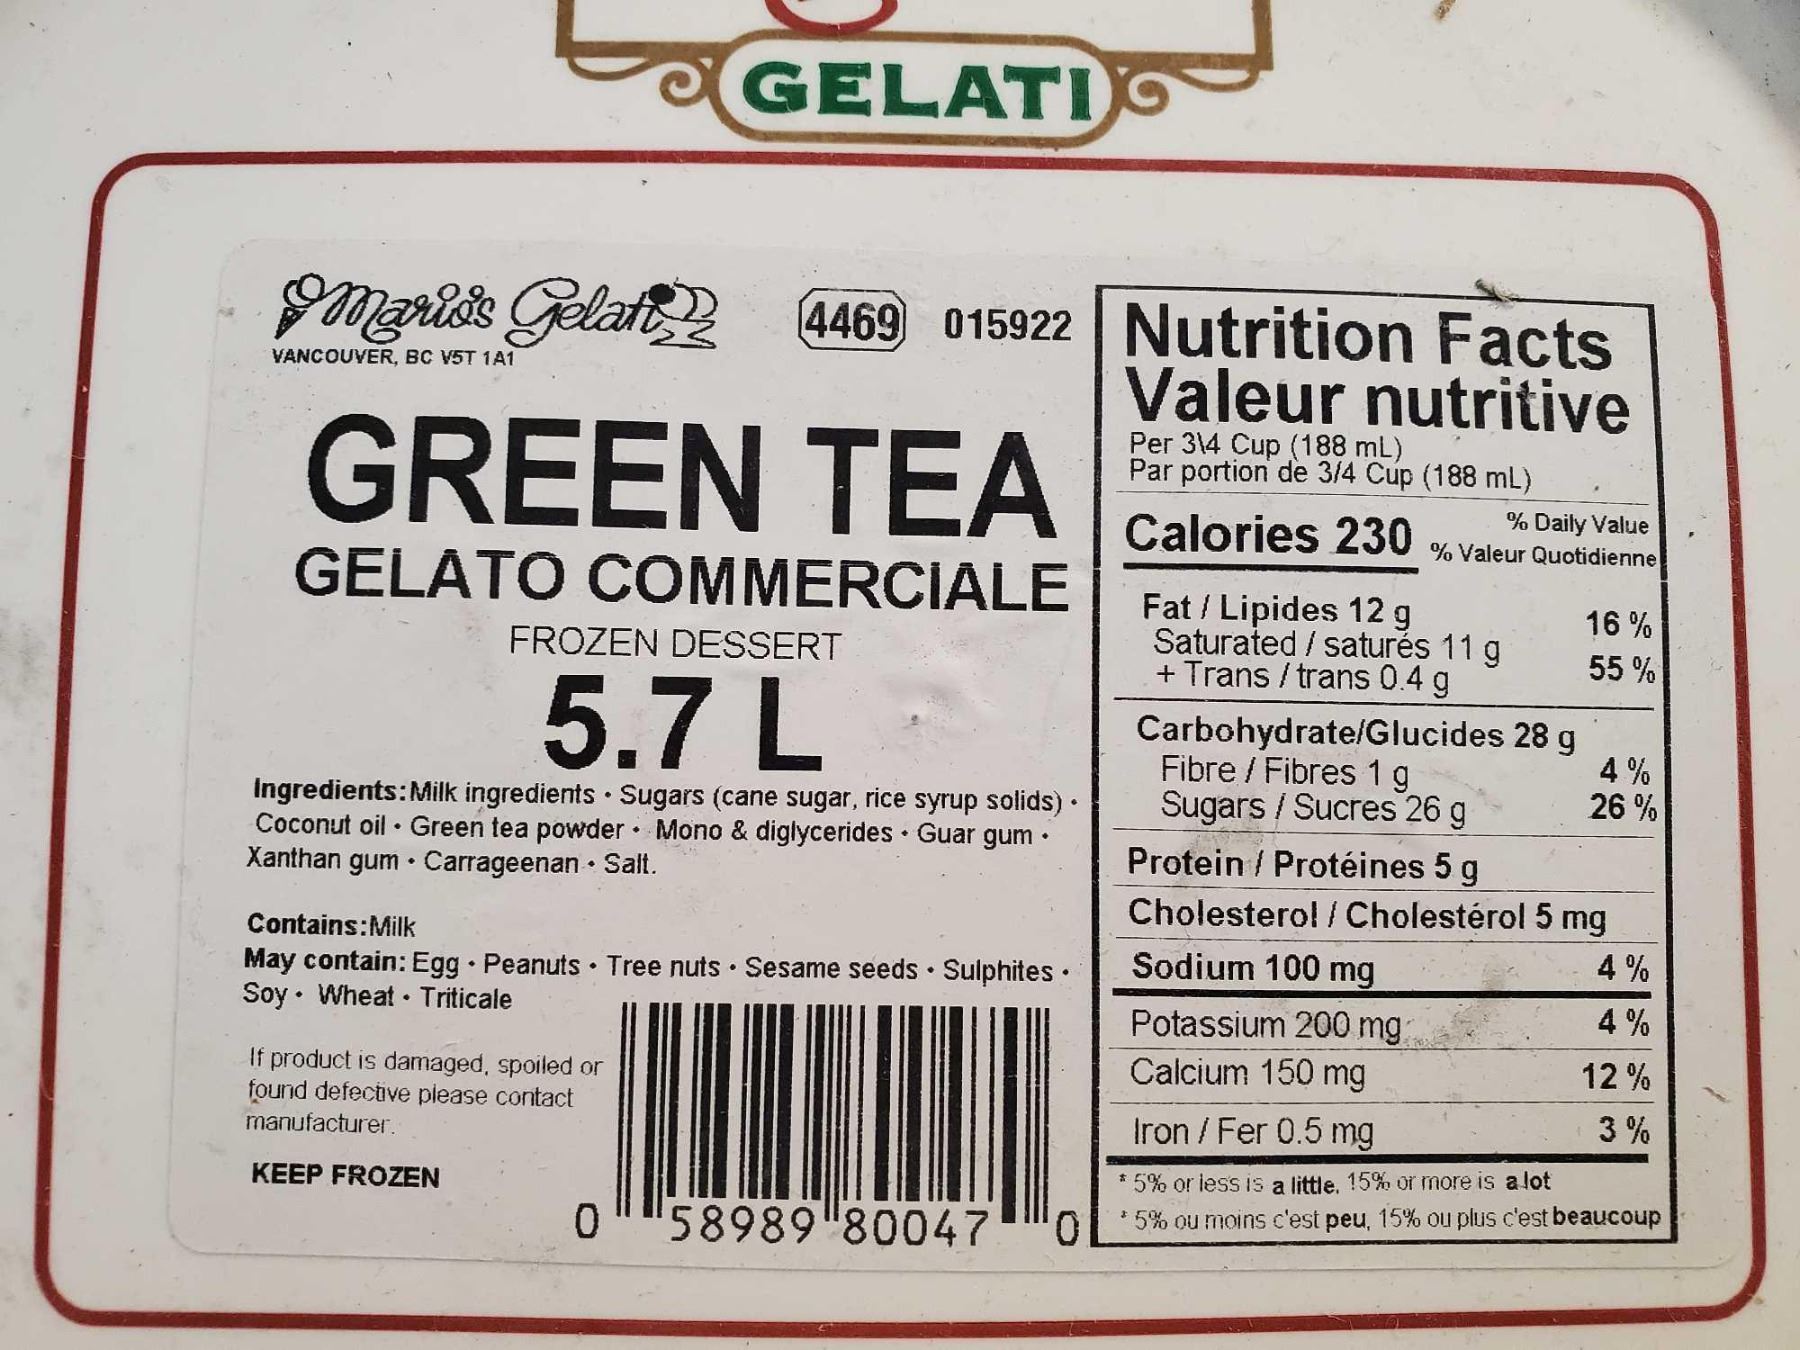 GELATI
Mario's Gelati
4469 015922
VANCOUVER, BC V5T 1A1
GREEN TEA
GELATO COMMERCIALE
FROZEN DESSERT
5.7 L
Ingredients: Milk ingredients • Sugars (cane sugar, rice syrup solids) •
Coconut oil • Green tea powder • Mono & diglycerides • Guar gum •
Xanthan gum • Carrageenan • Salt.
Contains: Milk
May contain: Egg • Peanuts • Tree nuts • Sesame seeds • Sulphites •
Soy • Wheat • Triticale
If product is damaged, spoiled or
found defective please contact
manufacturer.
KEEP FROZEN
0 58989 80047 0
Nutrition Facts
Valeur nutritive
Per 3\4 Cup (188 mL)
Par portion de 3/4 Cup (188 mL)
% Daily Value
Calories 230 % Valeur Quotidienne
Fat / Lipides 12 g 16 %
Saturated / saturés 11 g
+ Trans / trans 0.4 g 55 %
Carbohydrate/Glucides 28 g
Fibre / Fibres 1 g 4 %
Sugars / Sucres 26 g 26 %
Protein / Protéines 5 g
Cholesterol / Cholestérol 5 mg
Sodium 100 mg 4 %
Potassium 200 mg 4 %
Calcium 150 mg 12 %
Iron / Fer 0.5 mg 3 %
* 5% or less is a little, 15% or more is a lot
* 5% ou moins c'est peu, 15% ou plus c'est beaucoup